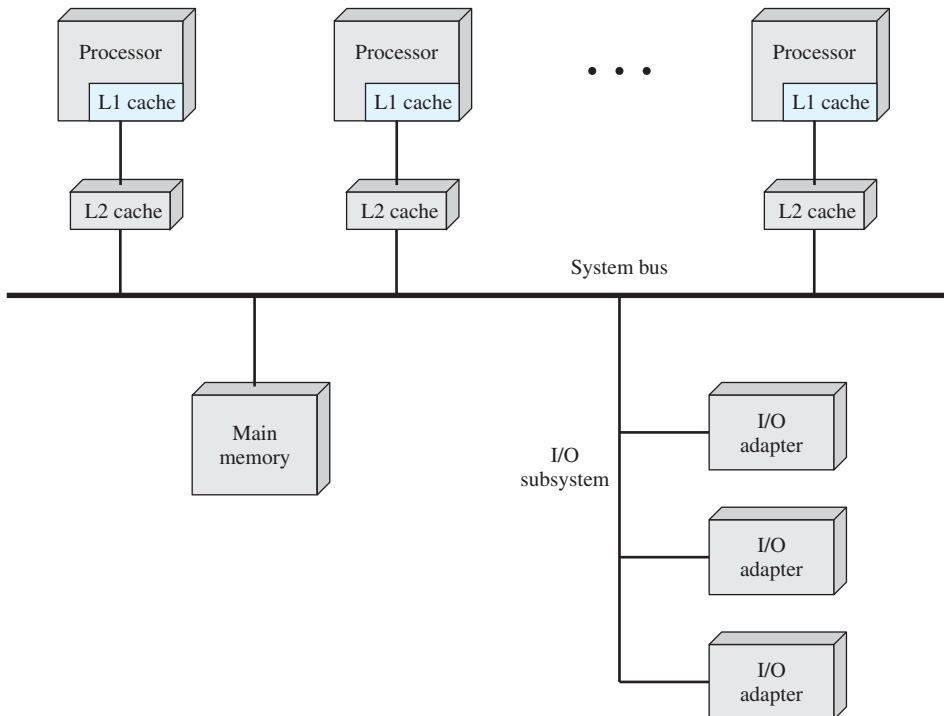 Processor
L1 cache
Processor
L1 cache
Processor
L1 cache
L2 cache
L2 cache
L2 cache
System bus
Main
memory
I/O
subsystem
I/O
adapter
I/O
adapter
I/O
adapter